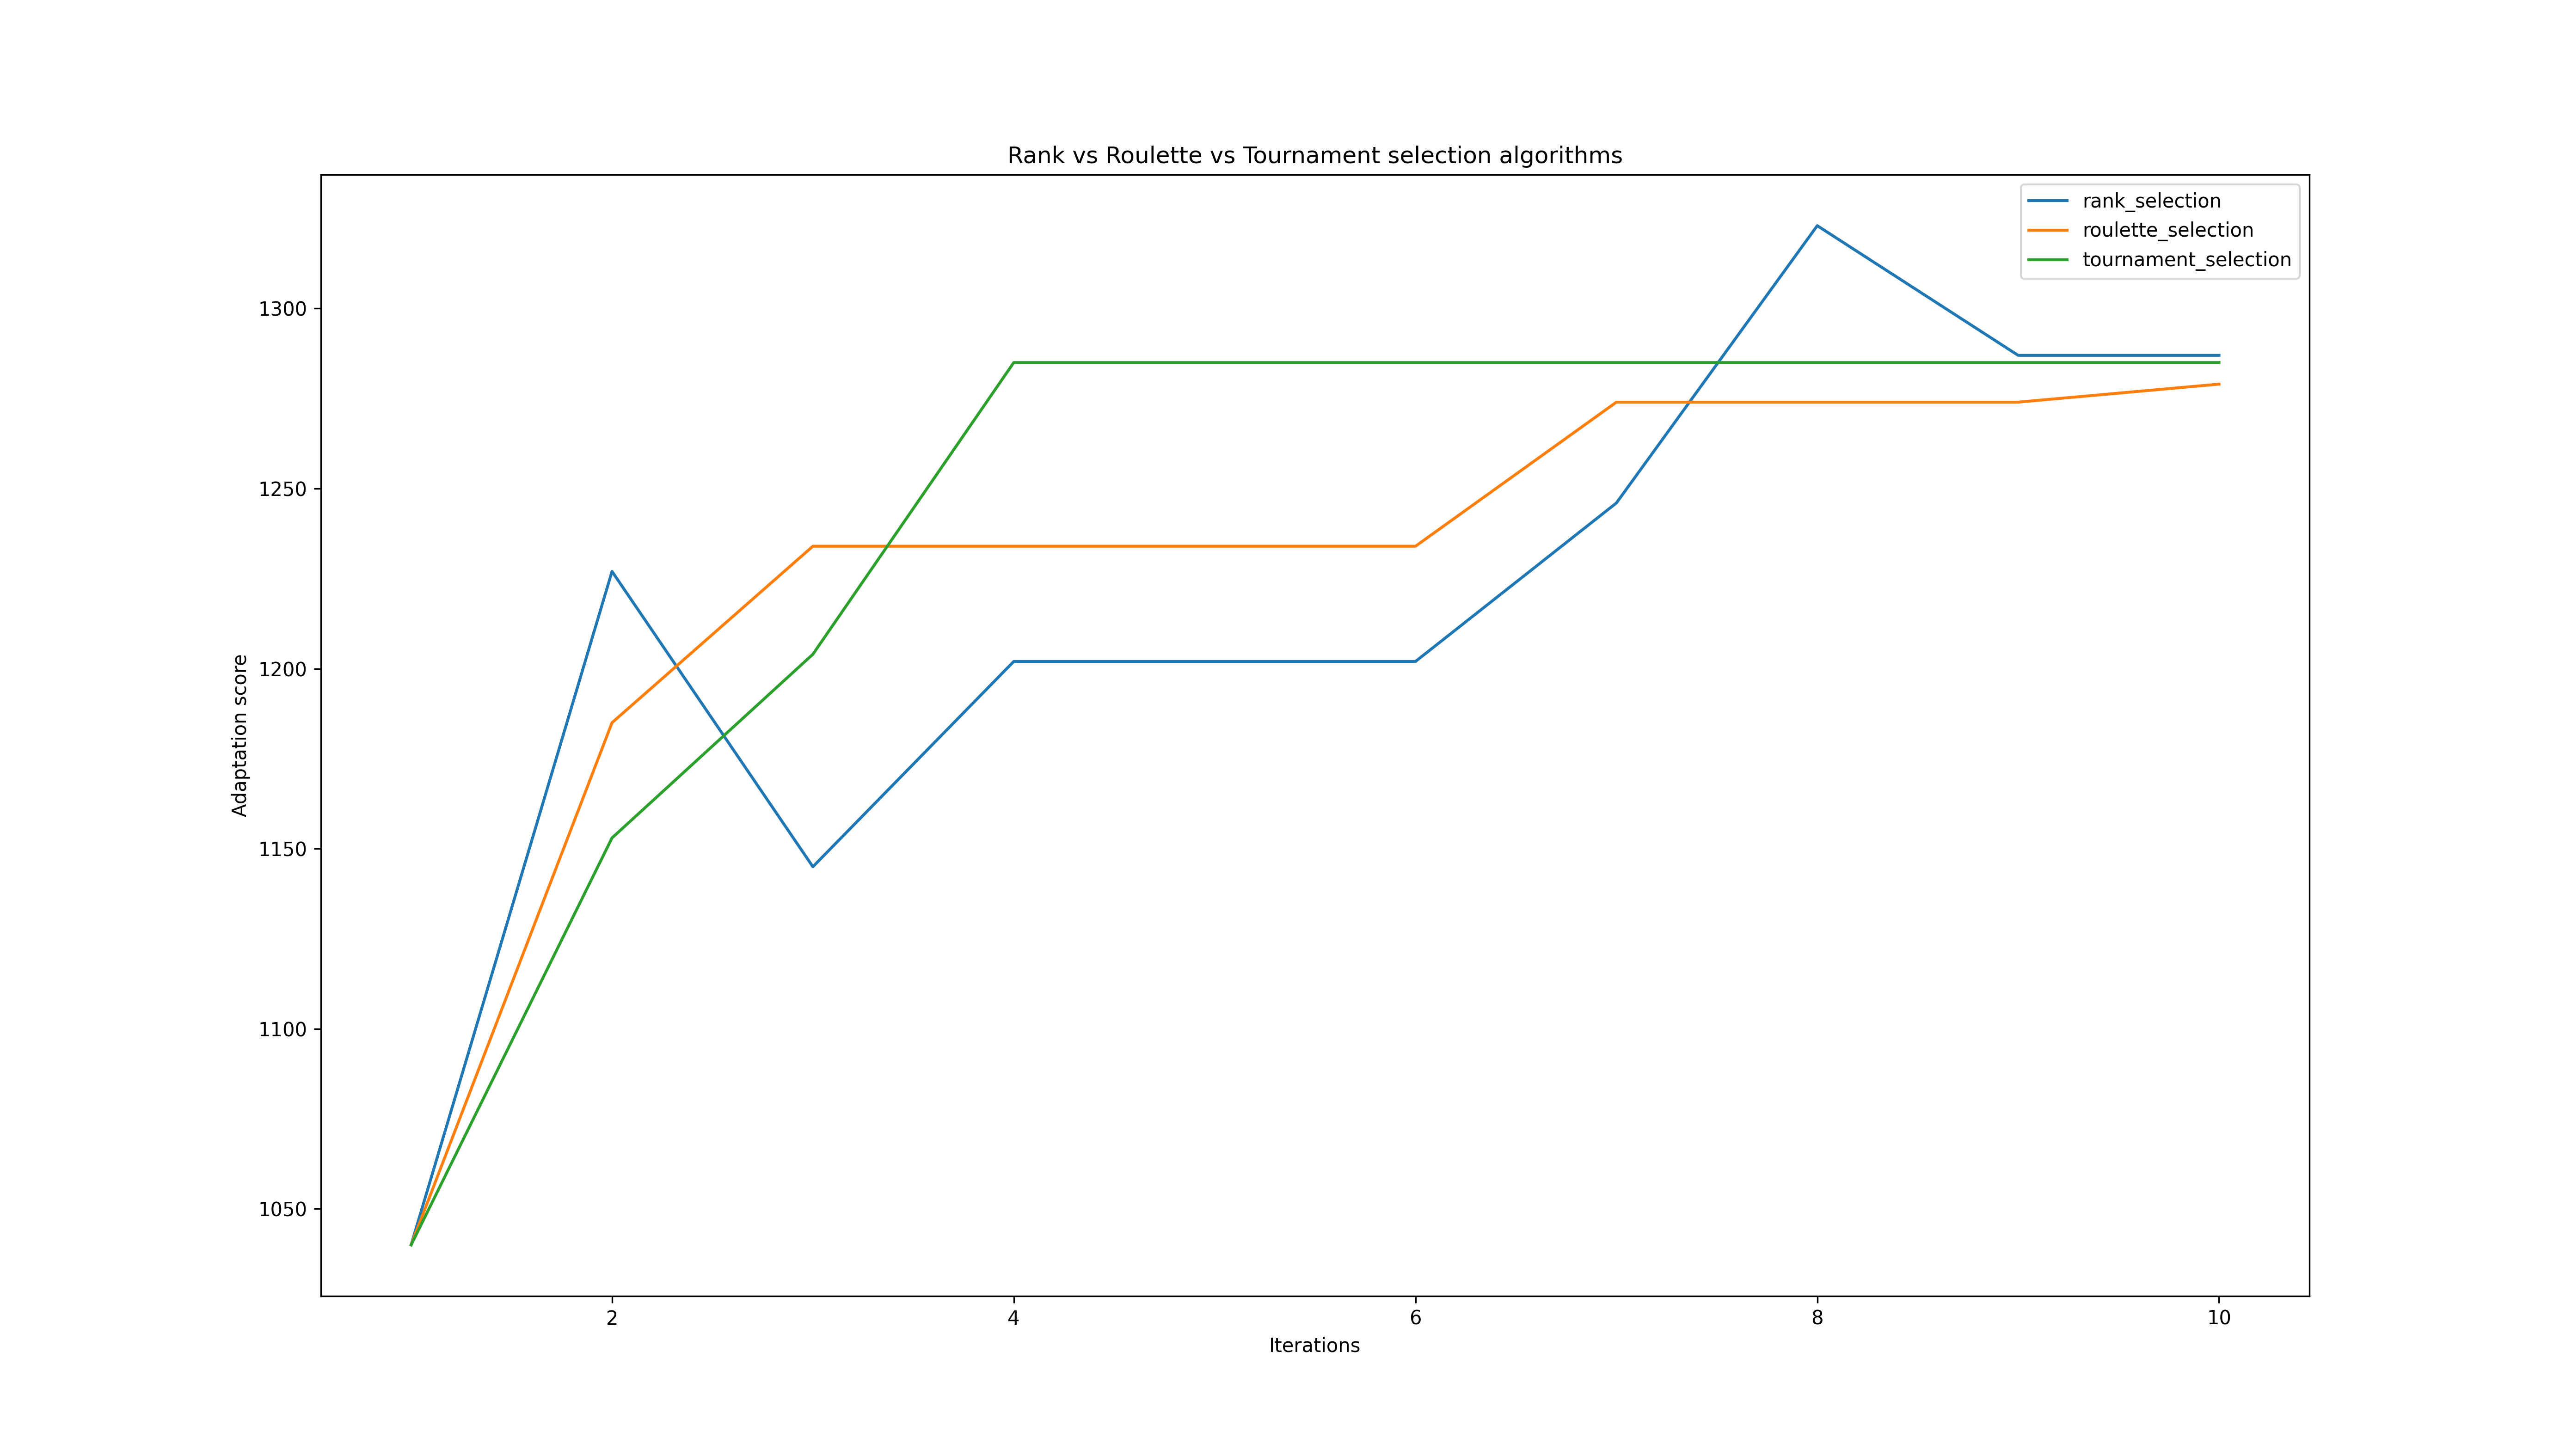 Rank vs Roulette vs Tournament selection algorithms
rank_selection
roulette_selection
tournament_selection
1300
1250
1200
1150
1100
1050
Adaptation score
2 4 6 8 10
Iterations